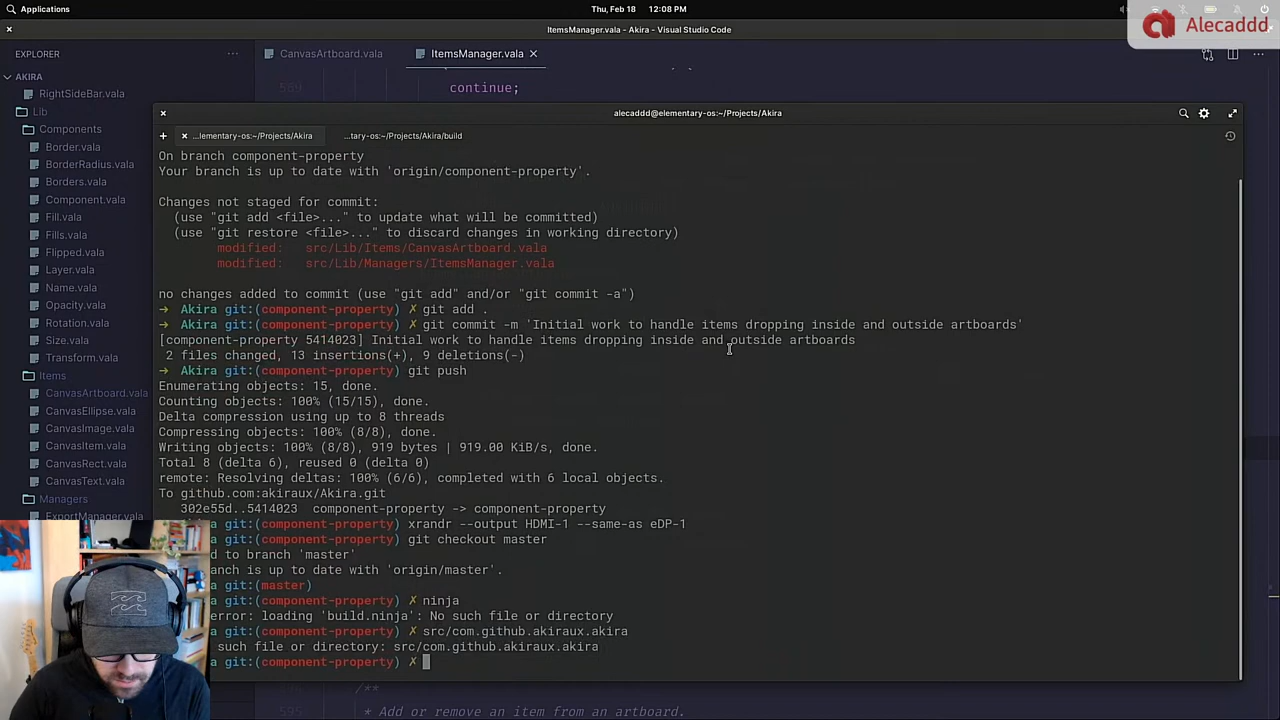 Applications
Thu, Feb 18 12:08 PM
ItemsManager.vala - Akira - Visual Studio Code
Alecaddd
EXPLORER
CanvasArtboard.vala
ItemsManager.vala
AKIRA
RightSideBar.vala
Lib
Components
Border.vala
BorderRadius.vala
Borders.vala
Component.vala
Fill.vala
Fills.vala
Flipped.vala
Layer.vala
Name.vala
Opacity.vala
Rotation.vala
Size.vala
Transform.vala
Items
CanvasArtboard.vala
CanvasEllipse.vala
CanvasImage.vala
CanvasItem.vala
CanvasRect.vala
CanvasText.vala
Managers
ExportManager.vala
589 continue;
alecaddd@elementary-os:~/Projects/Akira
...lementary-os:~/Projects/Akira
...tary-os:~/Projects/Akira/build
On branch component-property
Your branch is up to date with 'origin/component-property'.
Changes not staged for commit:
(use "git add <file>..." to update what will be committed)
(use "git restore <file>..." to discard changes in working directory)
modified: src/Lib/Items/CanvasArtboard.vala
modified: src/Lib/Managers/ItemsManager.vala
no changes added to commit (use "git add" and/or "git commit -a")
→ Akira git:(component-property) ✗ git add .
→ Akira git:(component-property) ✗ git commit -m 'Initial work to handle items dropping inside and outside artboards'
[component-property 5414023] Initial work to handle items dropping inside and outside artboards
2 files changed, 13 insertions(+), 9 deletions(-)
→ Akira git:(component-property) git push
Enumerating objects: 15, done.
Counting objects: 100% (15/15), done.
Delta compression using up to 8 threads
Compressing objects: 100% (8/8), done.
Writing objects: 100% (8/8), 919 bytes | 919.00 KiB/s, done.
Total 8 (delta 6), reused 0 (delta 0)
remote: Resolving deltas: 100% (6/6), completed with 6 local objects.
To github.com:akiraux/Akira.git
302e55d..5414023 component-property -> component-property
a git:(component-property) xrandr --output HDMI-1 --same-as eDP-1
a git:(component-property) git checkout master
d to branch 'master'
ranch is up to date with 'origin/master'.
a git:(master)
a git:(component-property) ✗ ninja
error: loading 'build.ninja': No such file or directory
a git:(component-property) ✗ src/com.github.akiraux.akira
such file or directory: src/com.github.akiraux.akira
a git:(component-property) ✗
/**
595 * Add or remove an item from an artboard.